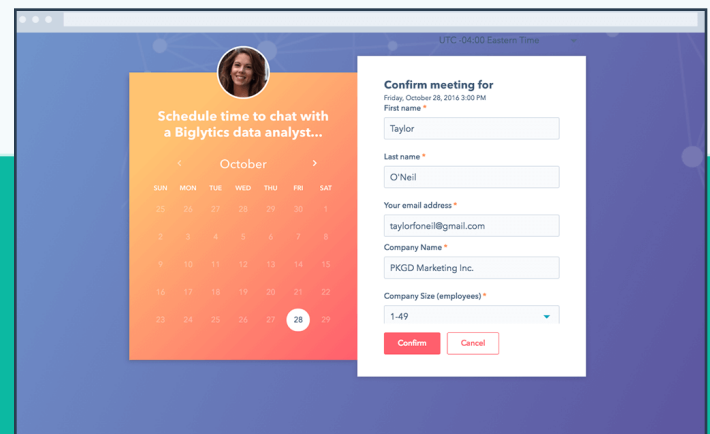 UTC -04:00 Eastern Time
Schedule time to chat with
a Biglytics data analyst...
October
SUN MON TUE WED THU FRI SAT
25 26 27 28 29 30 1
2 3 4 5 6 7 8
9 10 11 12 13 14 15
16 17 18 19 20 21 22
23 24 25 26 27 28 29
Confirm meeting for
Friday, October 28, 2016 3:00 PM
First name *
Taylor
Last name *
O'Neil
Your email address *
taylorfoneil@gmail.com
Company Name *
PKGD Marketing Inc.
Company Size (employees) *
1-49
Confirm Cancel